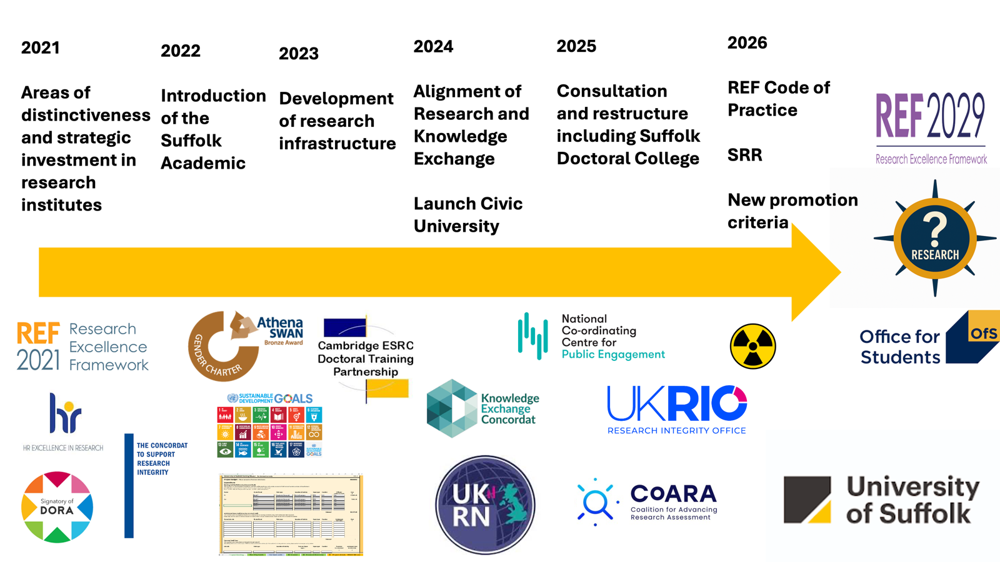 2021
Areas of
distinctiveness
and strategic
investment in
research
institutes
2022
Introduction
of the
Suffolk
Academic
2023
Development
of research
infrastructure
2024
Alignment of
Research and
Knowledge
Exchange
Launch Civic
University
2025
Consultation
and restructure
including Suffolk
Doctoral College
2026
REF Code of
Practice
SRR
New promotion
criteria
REF2029
Research Excellence Framework
?
RESEARCH
REF Research
Excellence
2021 Framework
hr
HR EXCELLENCE IN RESEARCH
Signatory of
DORA
THE CONCORDAT
TO SUPPORT
RESEARCH
INTEGRITY
Athena
SWAN
Bronze Award
GENDER CHARTER
SUSTAINABLE
DEVELOPMENT GOALS
Cambridge ESRC
Doctoral Training
Partnership
Knowledge
Exchange
Concordat
UK
RN
National
Co-ordinating
Centre for
Public Engagement
UKRIO
RESEARCH INTEGRITY OFFICE
CoARA
Coalition for Advancing
Research Assessment
Office for
Students
OfS
University
of Suffolk